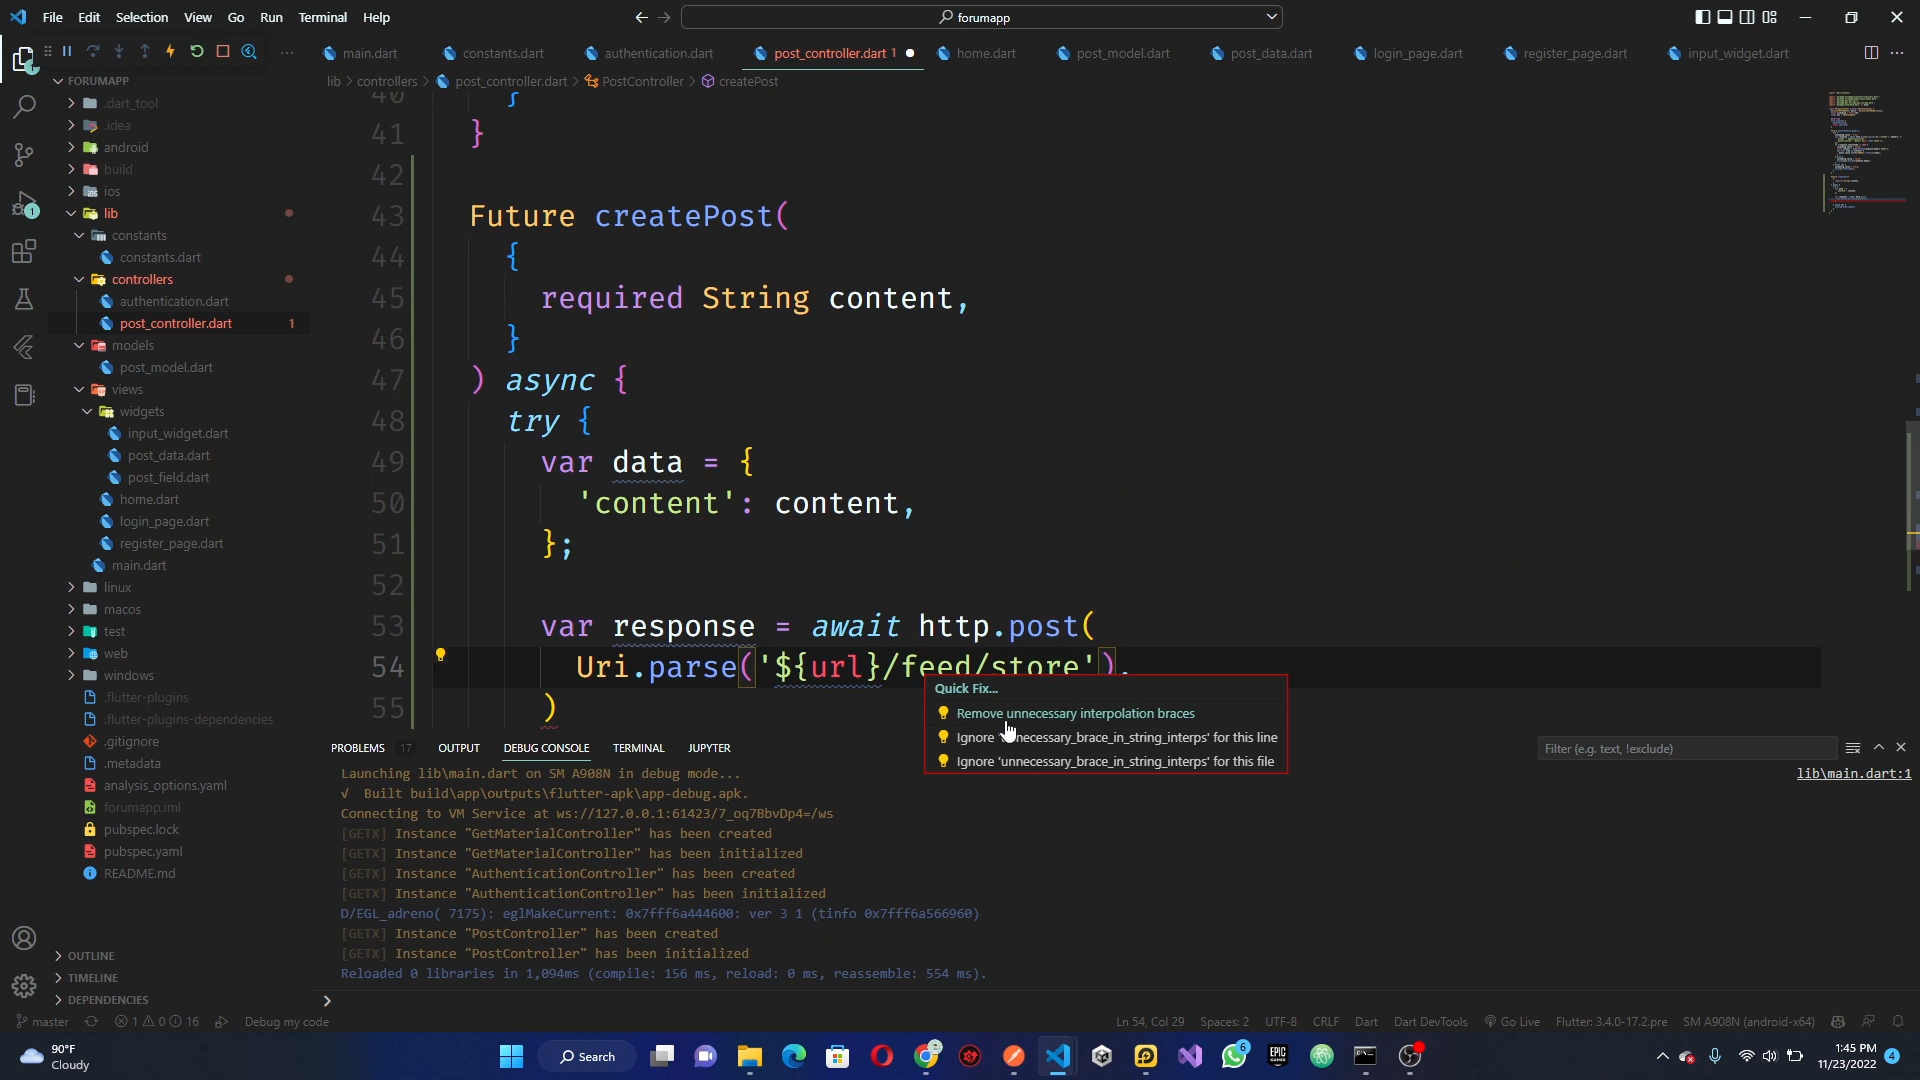 File Edit Selection View Go Run Terminal Help
forumapp
main.dart
constants.dart
authentication.dart
post_controller.dart 1
home.dart
post_model.dart
post_data.dart
login_page.dart
register_page.dart
input_widget.dart
lib > controllers > post_controller.dart > PostController > createPost
FORUMAPP
.dart_tool
.idea
android
build
ios
lib
constants
constants.dart
controllers
authentication.dart
post_controller.dart 1
models
post_model.dart
views
widgets
input_widget.dart
post_data.dart
post_field.dart
home.dart
login_page.dart
register_page.dart
main.dart
linux
macos
test
web
windows
.flutter-plugins
.flutter-plugins-dependencies
.gitignore
.metadata
analysis_options.yaml
forumapp.iml
pubspec.lock
pubspec.yaml
README.md
OUTLINE
TIMELINE
DEPENDENCIES
1
40 }
41 }
42
43 Future createPost(
44 {
45 required String content,
46 }
47 ) async {
48 try {
49 var data = {
50 'content': content,
51 };
52
53 var response = await http.post(
54 Uri.parse('${url}/feed/store'),
55 )
Quick Fix...
Remove unnecessary interpolation braces
Ignore 'unnecessary_brace_in_string_interps' for this line
Ignore 'unnecessary_brace_in_string_interps' for this file
PROBLEMS 17 OUTPUT DEBUG CONSOLE TERMINAL JUPYTER
Filter (e.g. text, !exclude)
Launching lib\main.dart on SM A908N in debug mode...
lib\main.dart:1
√ Built build\app\outputs\flutter-apk\app-debug.apk.
Connecting to VM Service at ws://127.0.0.1:61423/7_oq7BbvDp4=/ws
[GETX] Instance "GetMaterialController" has been created
[GETX] Instance "GetMaterialController" has been initialized
[GETX] Instance "AuthenticationController" has been created
[GETX] Instance "AuthenticationController" has been initialized
D/EGL_adreno( 7175): eglMakeCurrent: 0x7fff6a444600: ver 3 1 (tinfo 0x7fff6a566960)
[GETX] Instance "PostController" has been created
[GETX] Instance "PostController" has been initialized
Reloaded 0 libraries in 1,094ms (compile: 156 ms, reload: 0 ms, reassemble: 554 ms).
master 1 0 16 Debug my code
Ln 54, Col 29 Spaces: 2 UTF-8 CRLF Dart Dart DevTools Go Live Flutter: 3.4.0-17.2.pre SM A908N (android-x64)
90°F
Cloudy
Search
6
EPIC
GAMES
1:45 PM
11/23/2022
4